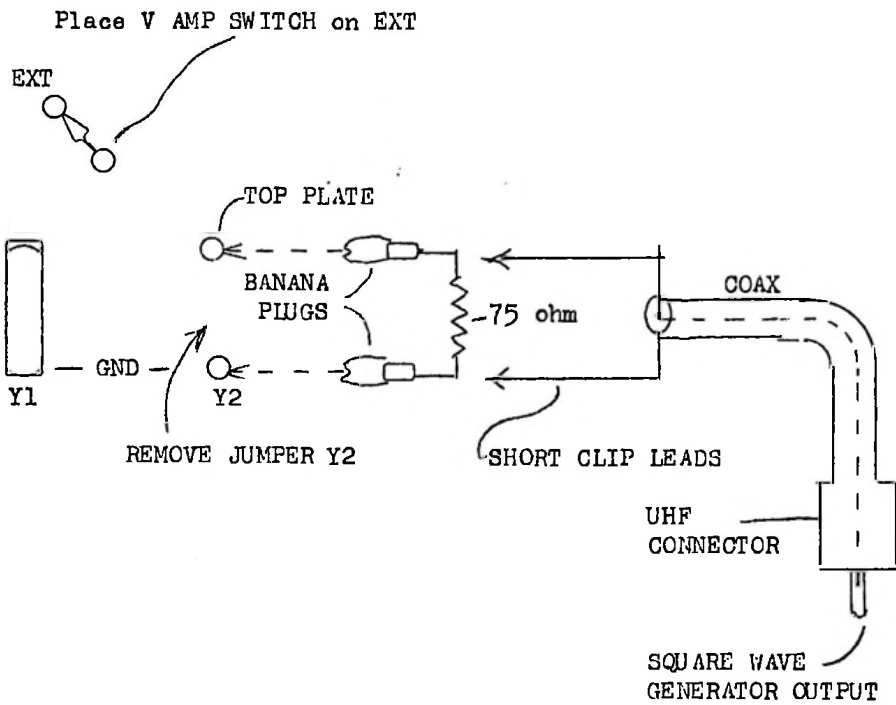 Place V AMP SWITCH on EXT
EXT
TOP PLATE
BANANA
PLUGS
75 ohm
COAX
GND
Y1
Y2
REMOVE JUMPER Y2
SHORT CLIP LEADS
UHF
CONNECTOR
SQUARE WAVE
GENERATOR OUTPUT